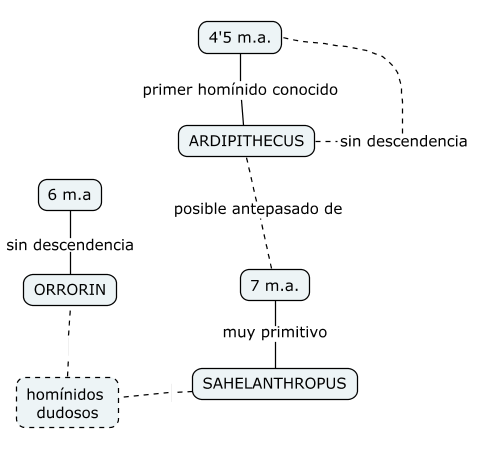 4'5 m.a.
primer homínido conocido
ARDIPITHECUS
sin descendencia
6 m.a
posible antepasado de
sin descendencia
7 m.a.
ORRORIN
muy primitivo
SAHELANTHROPUS
homínidos
dudosos